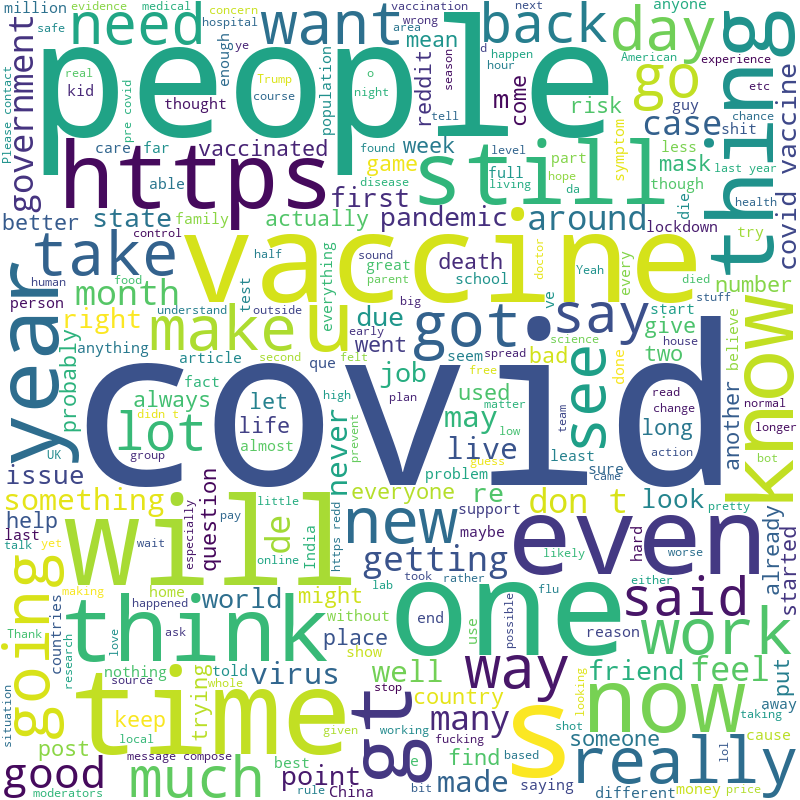 million
evidence
medical
concern
vaccination
wrong
next
anyone
safe
hospital
need
people
want
back
day
thing
Please contact
government
real
kid
thought
pre covid
Trump
course
enough
ye
o
night
population
area
d
happen
hour
season
tell
mean
reddit
m
come
American
go
guy
experience
etc
chance
shit
case
risk
symptom
covid vaccine
care
far
vaccinated
able
https
game
week
first
disease
found
level
full
living
part
hope
da
still
less
mask
though
last year
die
health
try
better
state
family
actually
pandemic
around
lockdown
control
take
vaccine
year
human
person
food
month
half
understand
outside
test
everything
sound
great
parent
death
school
big
doctor
Yeah
ve
every
died
stuff
number
know
right
anything
probably
make
u
due
went
early
got
say
start
give
house
believe
article
second
que
felt
seem
spread
bad
science
done
two
always
fact
didn t
let
high
job
plan
free
used
matter
low
read
change
normal
longer
lot
life
almost
covid
never
prevent
may
guess
team
see
long
another
action
bot
UK
group
live
least
came
sure
issue
something
question
everyone
problem
re
don t
look
pretty
help
last
talk
yet
especially
little
pay
wait
online
de
India
https redd
new
support
maybe
getting
even
hard
likely
worse
already
started
going
will
making
home
happened
took
rather
lab
flu
either
countries
world
might
without
said
Thank
love
ask
think
place
end
use
possible
one
reason
work
research
nothing
source
told
whole
virus
show
stop
well
way
friend
feel
put
situation
time
trying
keep
local
given
working
country
fucking
many
gt
s
looking
shot
now
taking
away
cause
someone
post
message compose
best
e
find
based
saying
really
lol
good
moderators
much
rule
point
China
bit
made
different
money
price